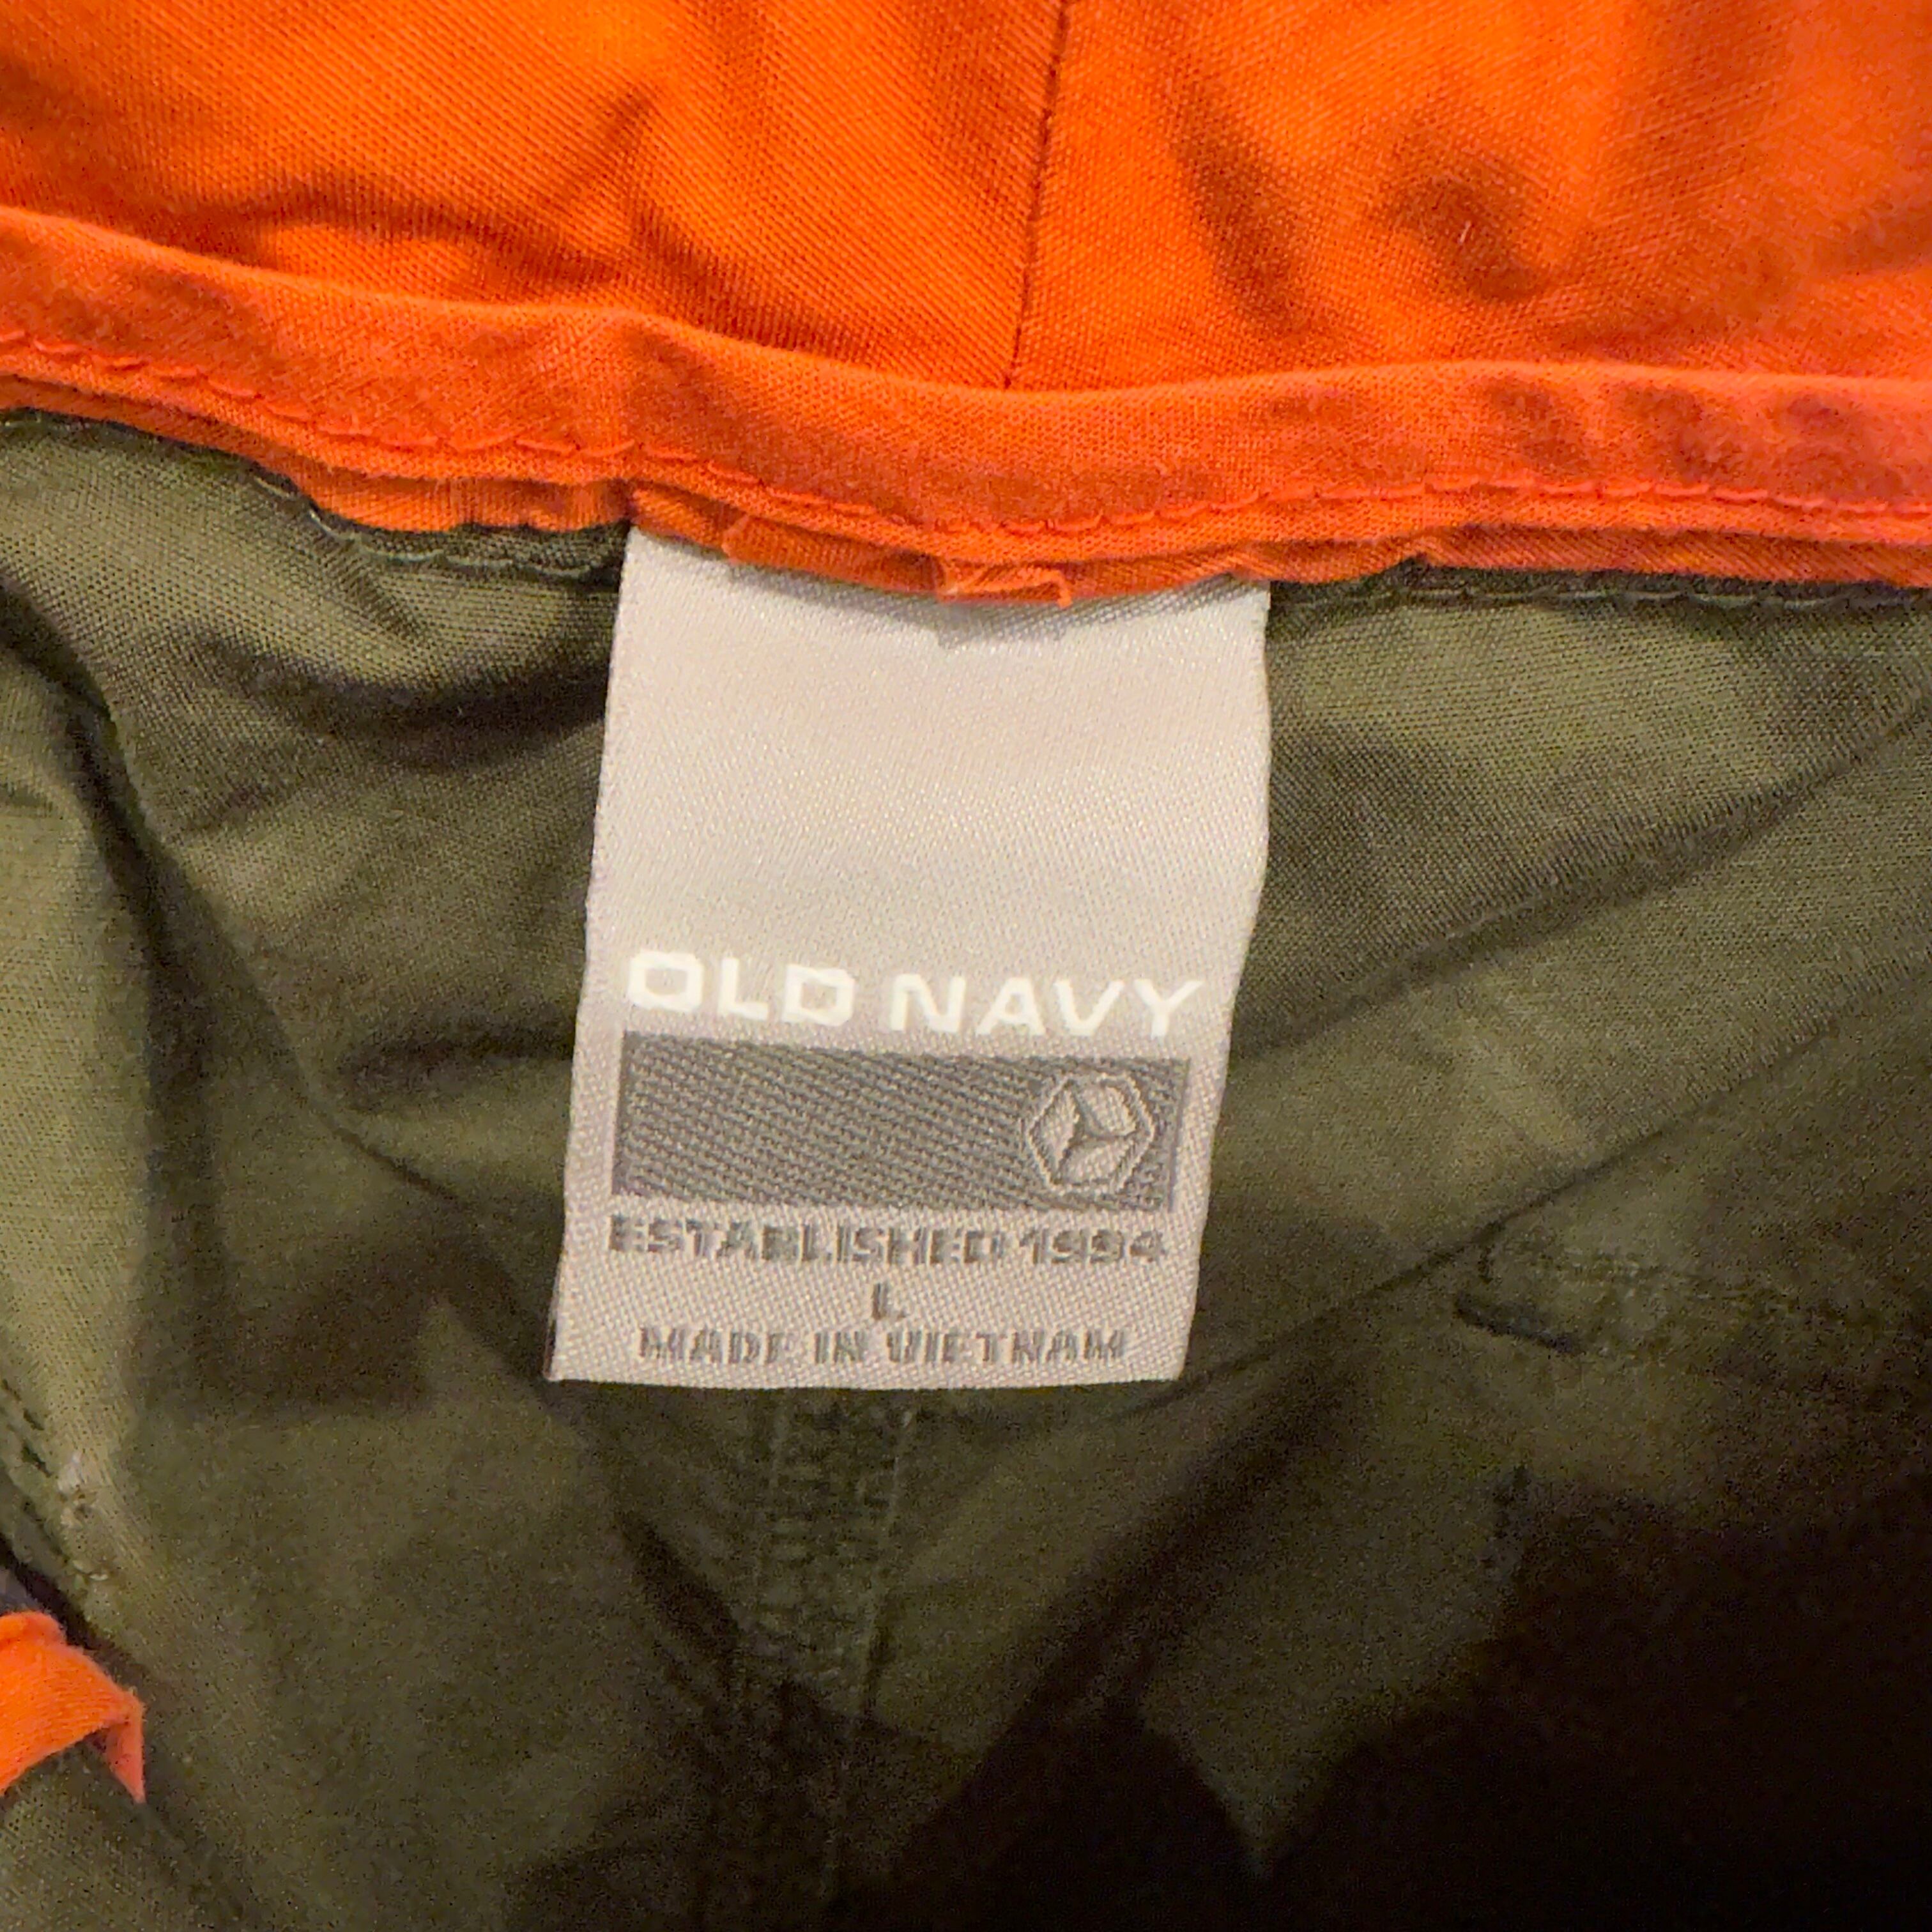 OLD NAVY
ESTABLISHED 1994
L
MADE IN VIETNAM